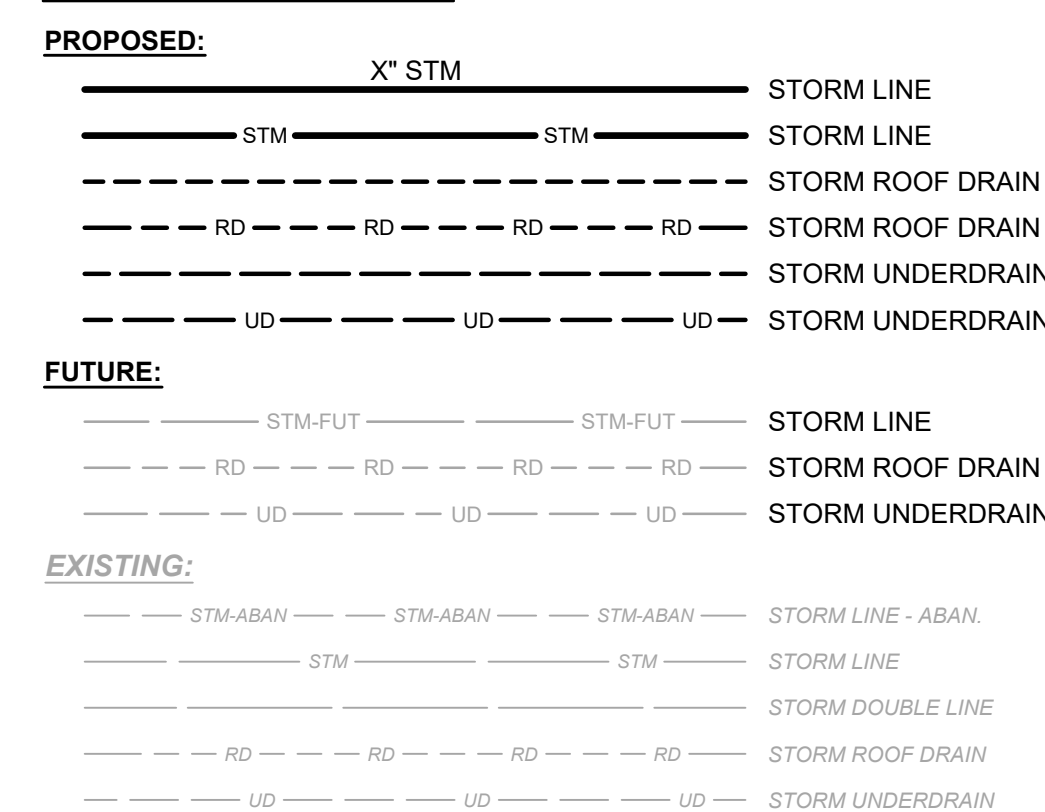 PROPOSED:
X" STM
STORM LINE
STM STM STORM LINE
STORM ROOF DRAIN
RD RD RD RD STORM ROOF DRAIN
STORM UNDERDRAIN
UD UD UD STORM UNDERDRAIN
FUTURE:
STM-FUT STM-FUT STORM LINE
RD RD RD RD STORM ROOF DRAIN
UD UD UD STORM UNDERDRAIN
EXISTING:
STM-ABAN STM-ABAN STM-ABAN STORM LINE - ABAN.
STM STM STORM LINE
STORM DOUBLE LINE
RD RD RD RD STORM ROOF DRAIN
UD UD UD STORM UNDERDRAIN